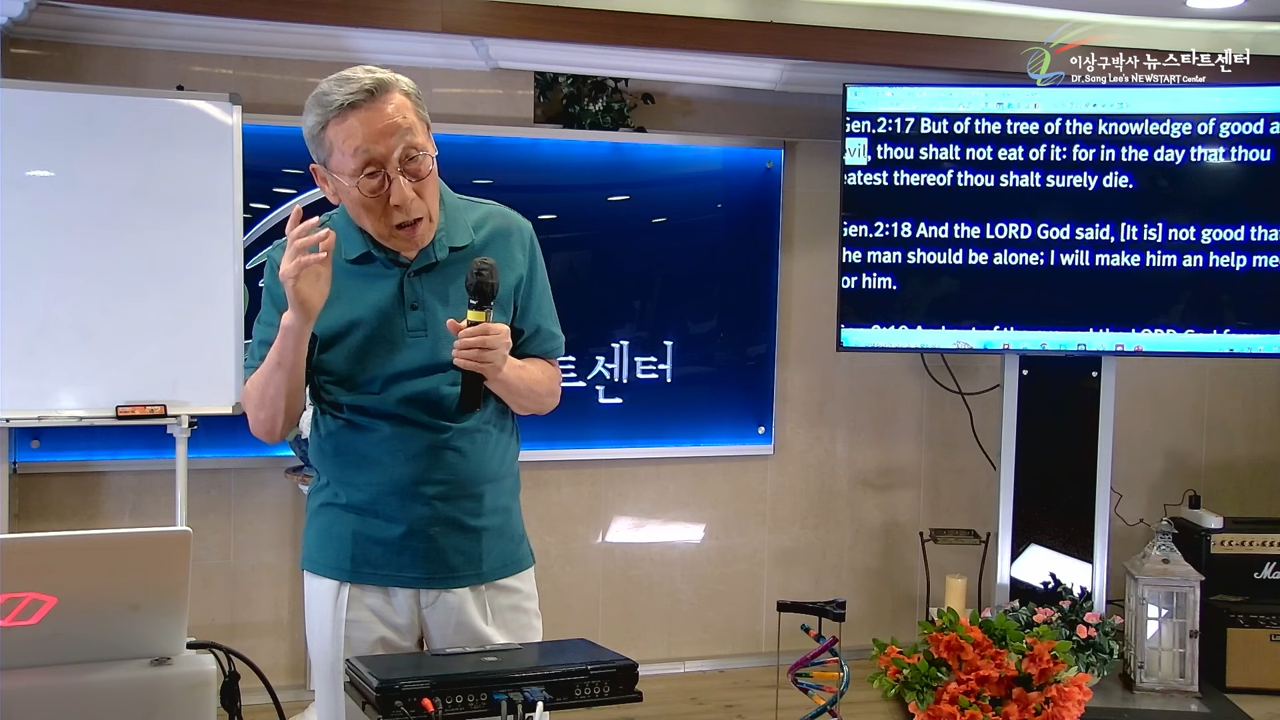 이상구박사 뉴스타트센터
Dr. Sang Lee's NEWSTART Center
Gen.2:17 But of the tree of the knowledge of good a
evil, thou shalt not eat of it: for in the day that thou
eatest thereof thou shalt surely die.
Gen.2:18 And the LORD God said, [It is] not good tha
he man should be alone; I will make him an help me
or him.
트센터
Ma